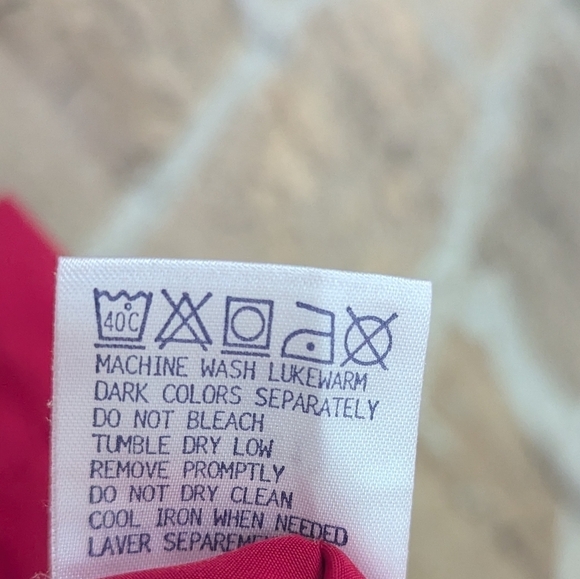 40°C
MACHINE WASH LUKEWARM
DARK COLORS SEPARATELY
DO NOT BLEACH
TUMBLE DRY LOW
REMOVE PROMPTLY
DO NOT DRY CLEAN
COOL IRON WHEN NEEDED
LAVER